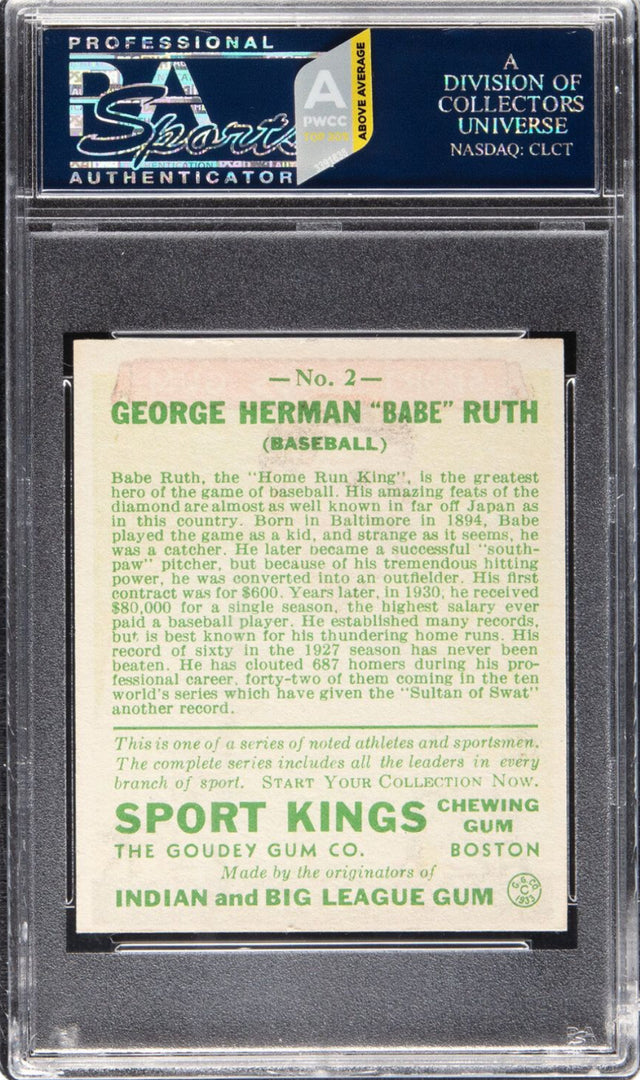 PROFESSIONAL
PSA
Sports
AUTHENTICATOR
A
PWCC
TOP 30%
ABOVE AVERAGE
A
DIVISION OF
COLLECTORS
UNIVERSE
NASDAQ: CLCT
—No. 2—
GEORGE HERMAN "BABE" RUTH
(BASEBALL)
Babe Ruth, the "Home Run King", is the greatest
hero of the game of baseball. His amazing feats of the
diamond are almost as well known in far off Japan as
in this country. Born in Baltimore in 1894, Babe
played the game as a kid, and strange as it seems, he
was a catcher. He later became a successful "south-
paw" pitcher, but because of his tremendous hitting
power, he was converted into an outfielder. His first
contract was for $600. Years later, in 1930, he received
$80,000 for a single season, the highest salary ever
paid a baseball player. He established many records,
but is best known for his thundering home runs. His
record of sixty in the 1927 season has never been
beaten. He has clouted 687 homers during his pro-
fessional career, forty-two of them coming in the ten
world's series which have given the "Sultan of Swat"
another record.
This is one of a series of noted athletes and sportsmen.
The complete series includes all the leaders in every
branch of sport. START YOUR COLLECTION NOW.
SPORT KINGS CHEWING GUM
THE GOUDEY GUM CO. BOSTON
Made by the originators of
INDIAN and BIG LEAGUE GUM
G.G.CO.
C
1933
PSA